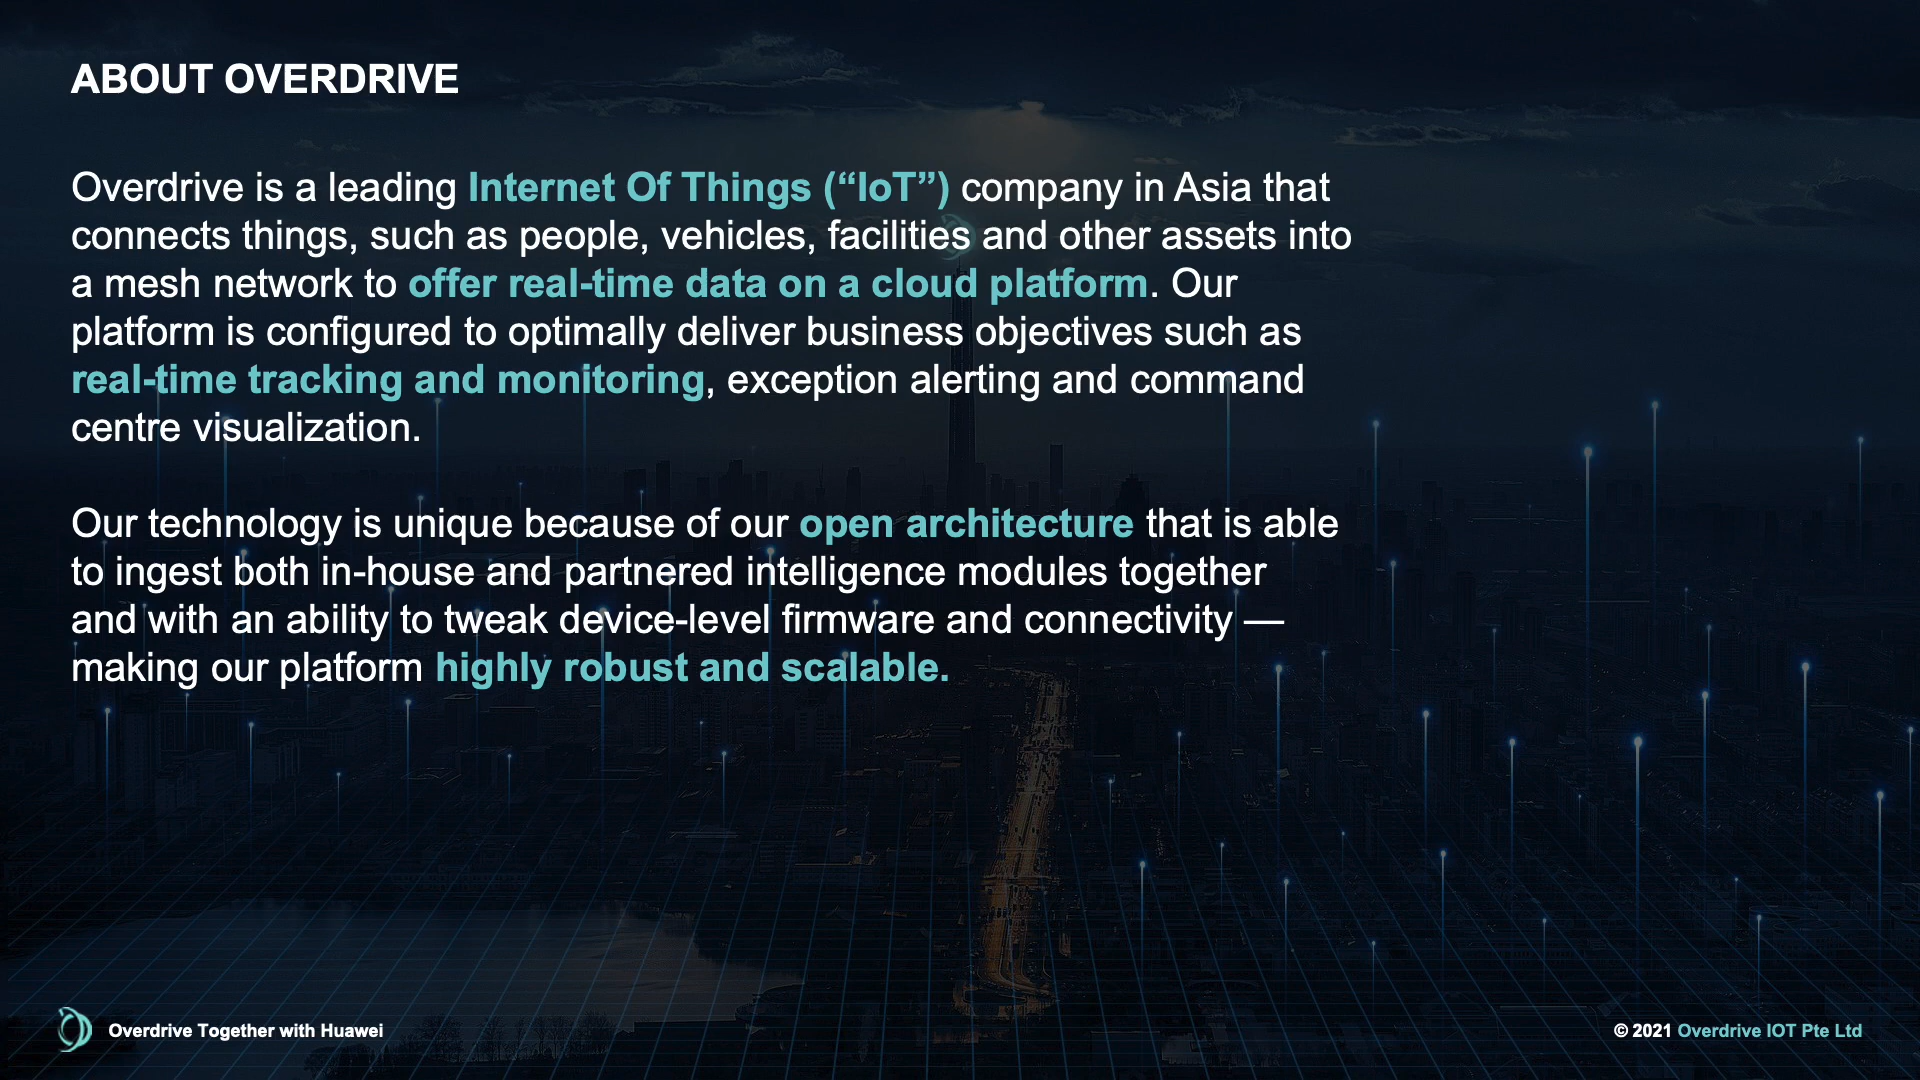 ABOUT OVERDRIVE
Overdrive is a leading Internet Of Things (“IoT”) company in Asia that
connects things, such as people, vehicles, facilities and other assets into
a mesh network to offer real-time data on a cloud platform. Our
platform is configured to optimally deliver business objectives such as
real-time tracking and monitoring, exception alerting and command
centre visualization.
Our technology is unique because of our open architecture that is able
to ingest both in-house and partnered intelligence modules together
and with an ability to tweak device-level firmware and connectivity —
making our platform highly robust and scalable.
Overdrive Together with Huawei
© 2021 Overdrive IOT Pte Ltd